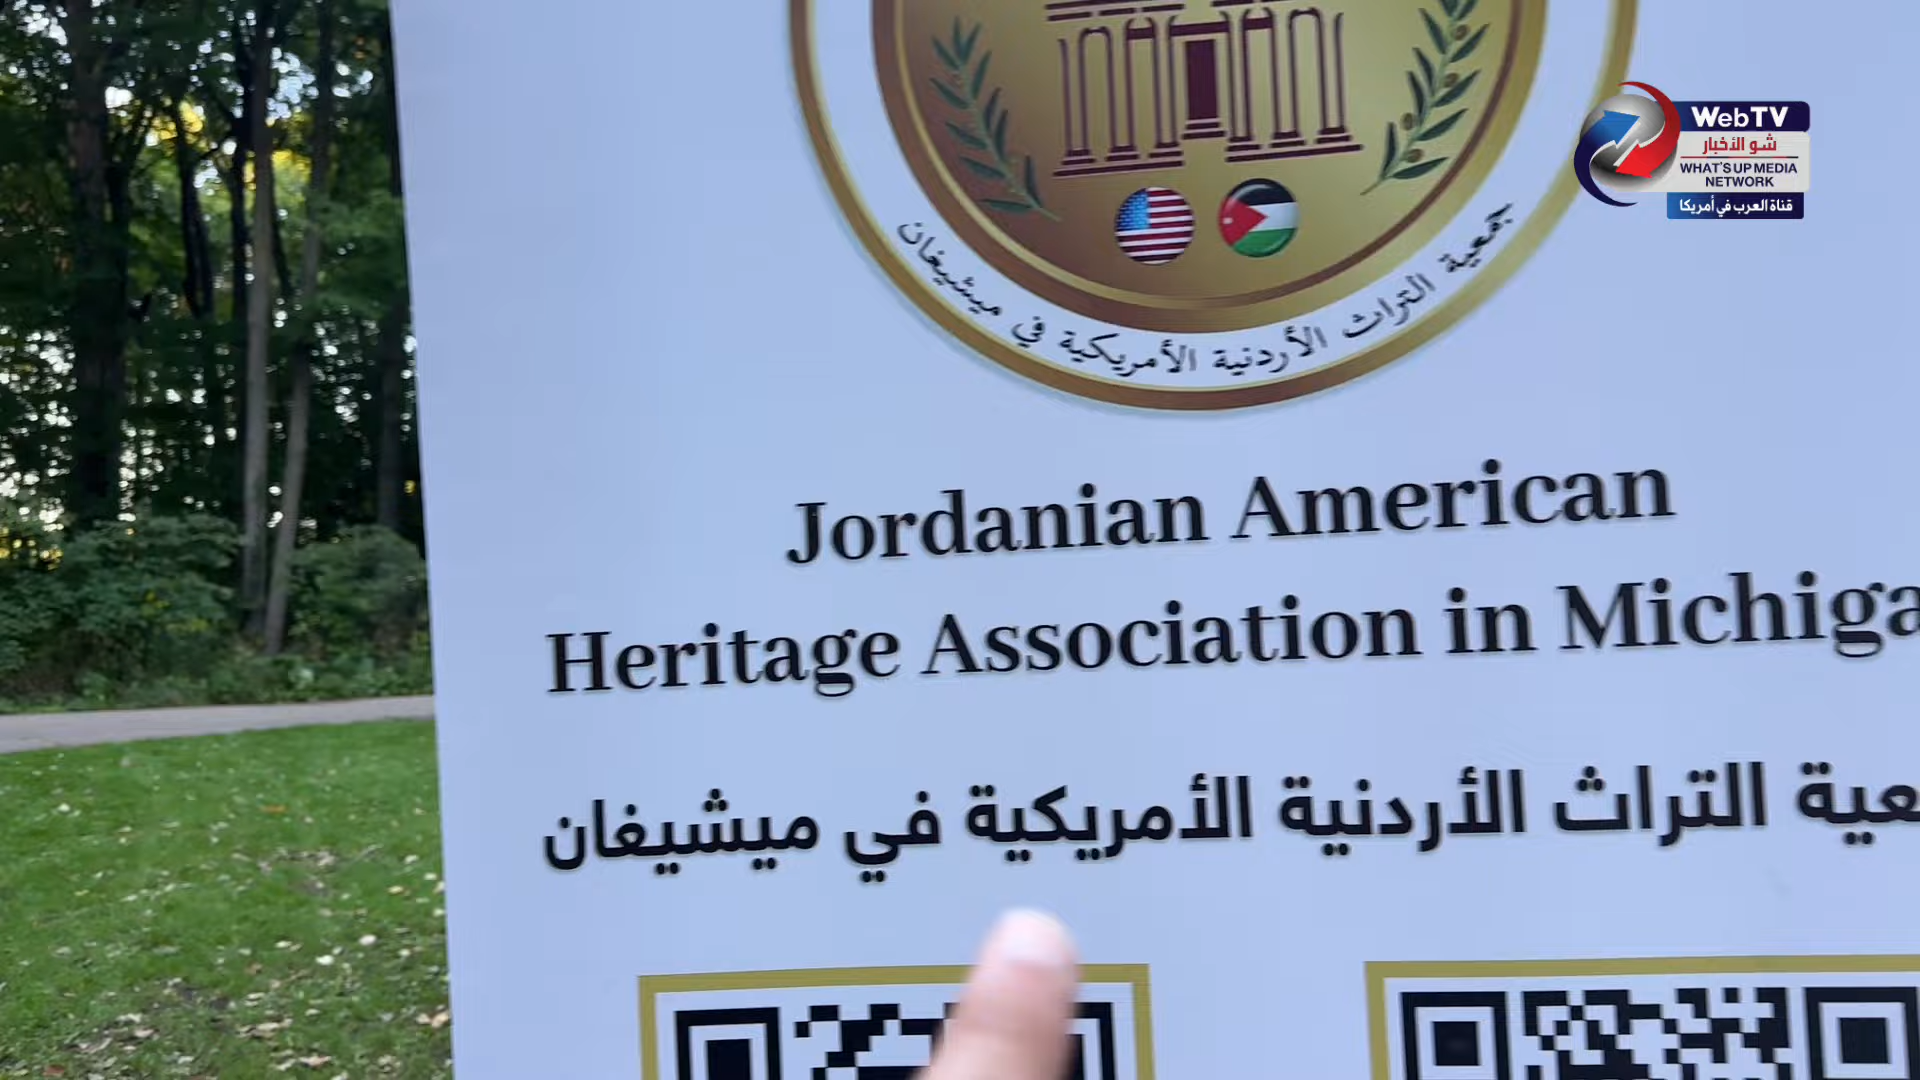 WebTV
شو الأخبار
WHAT'S UP MEDIA
NETWORK
قناة العرب في أمريكا
جمعية التراث الأردنية الأمريكية في ميشيغان
Jordanian American
Heritage Association in Michiga
عية التراث الأردنية الأمريكية في ميشيغان